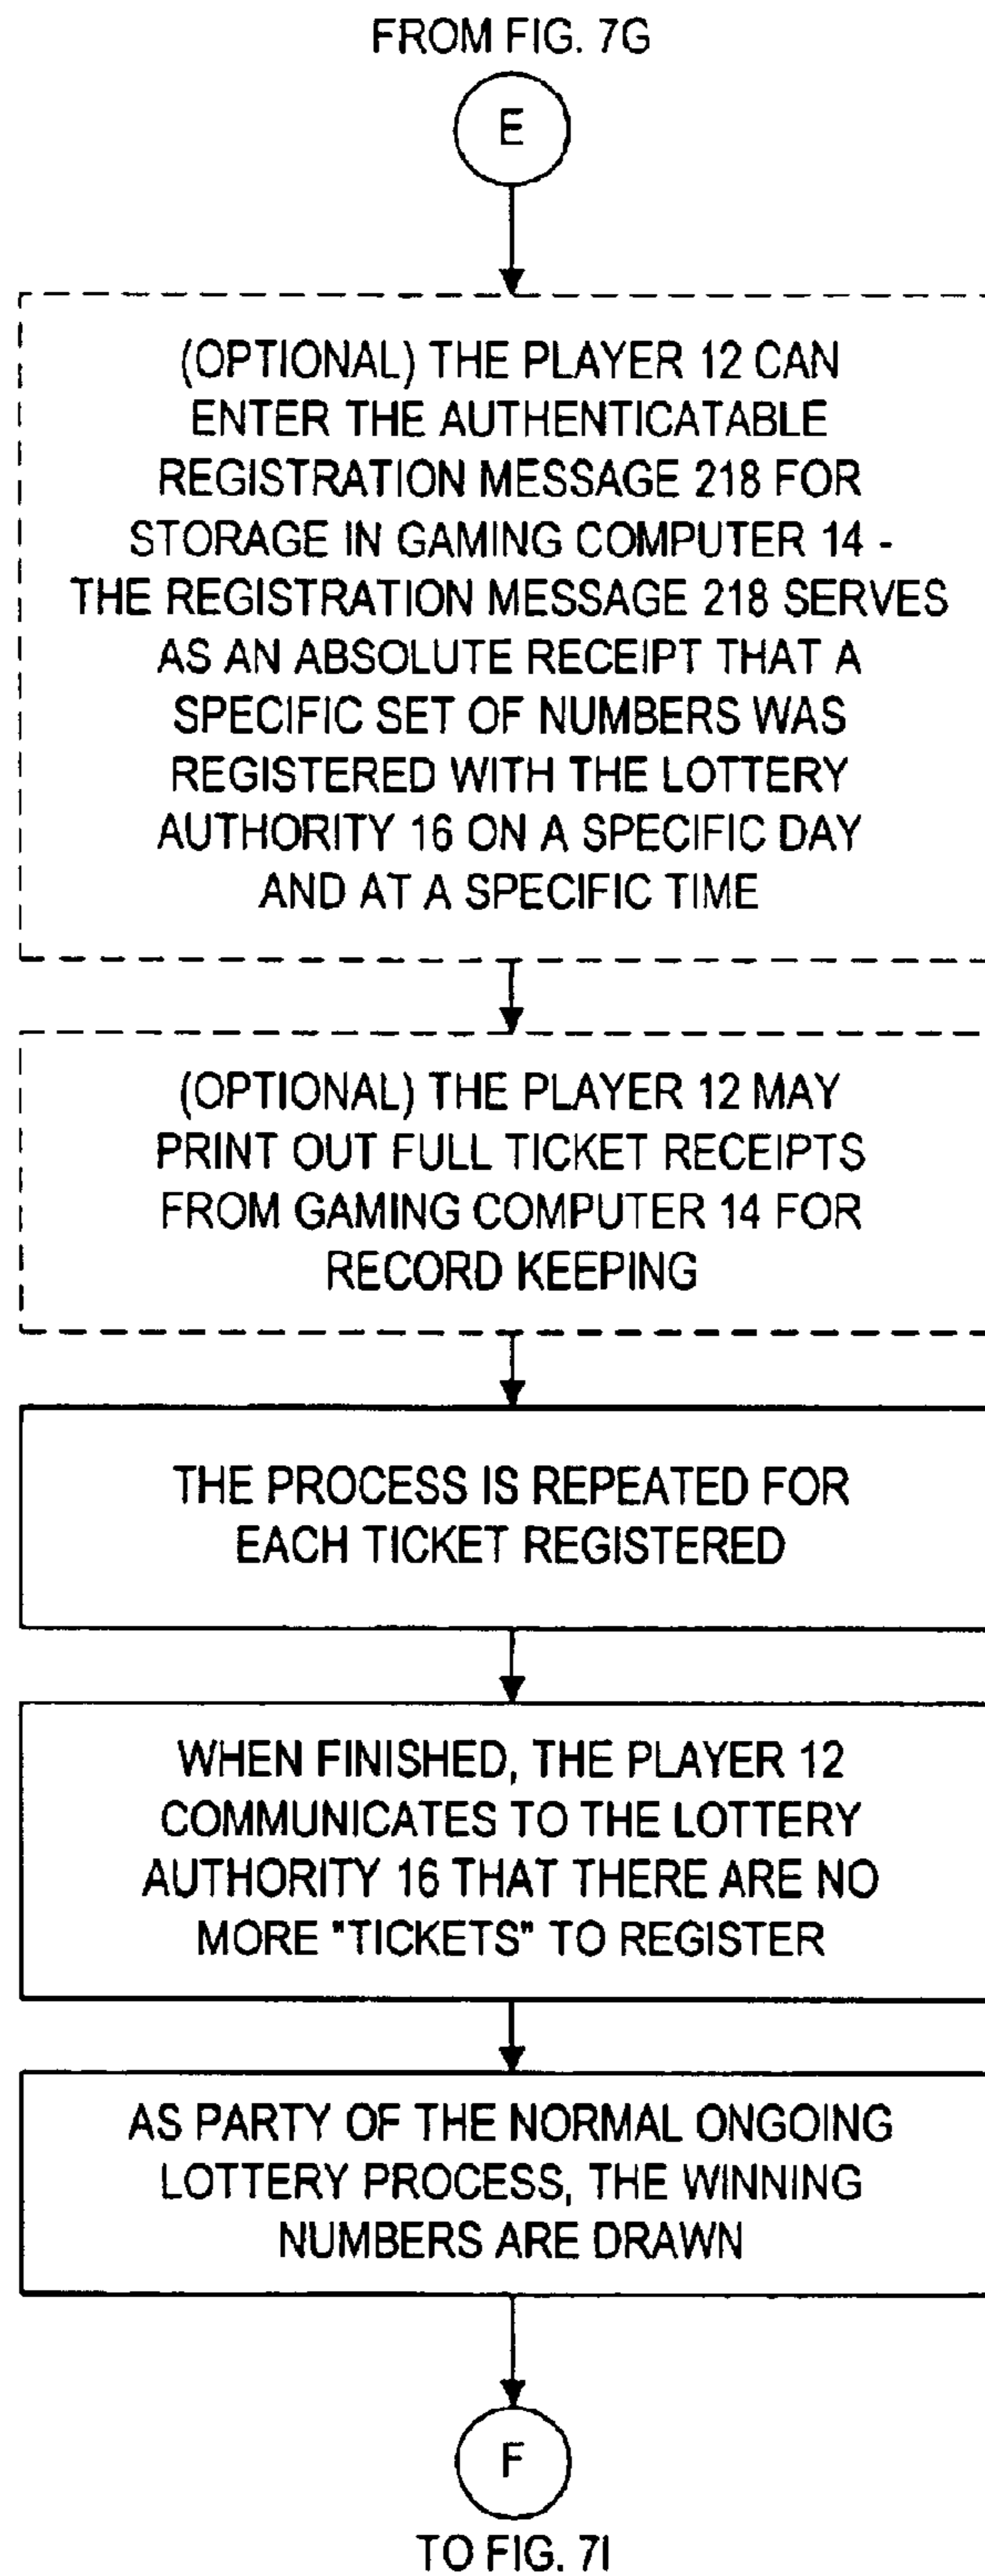 FROM FIG. 7G
E
(OPTIONAL) THE PLAYER 12 CAN
ENTER THE AUTHENTICATABLE
REGISTRATION MESSAGE 218 FOR
STORAGE IN GAMING COMPUTER 14 -
THE REGISTRATION MESSAGE 218 SERVES
AS AN ABSOLUTE RECEIPT THAT A
SPECIFIC SET OF NUMBERS WAS
REGISTERED WITH THE LOTTERY
AUTHORITY 16 ON A SPECIFIC DAY
AND AT A SPECIFIC TIME
(OPTIONAL) THE PLAYER 12 MAY
PRINT OUT FULL TICKET RECEIPTS
FROM GAMING COMPUTER 14 FOR
RECORD KEEPING
THE PROCESS IS REPEATED FOR
EACH TICKET REGISTERED
WHEN FINISHED, THE PLAYER 12
COMMUNICATES TO THE LOTTERY
AUTHORITY 16 THAT THERE ARE NO
MORE "TICKETS" TO REGISTER
AS PARTY OF THE NORMAL ONGOING
LOTTERY PROCESS, THE WINNING
NUMBERS ARE DRAWN
F
TO FIG. 7I